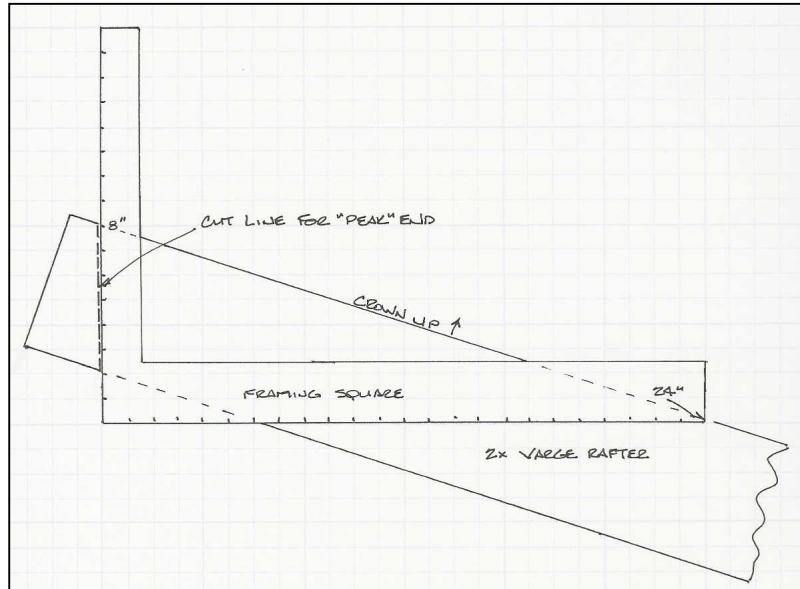 8"
CUT LINE FOR "PEAK" END
CROWN UP
FRAMING SQUARE
24"
2x VARGE RAFTER